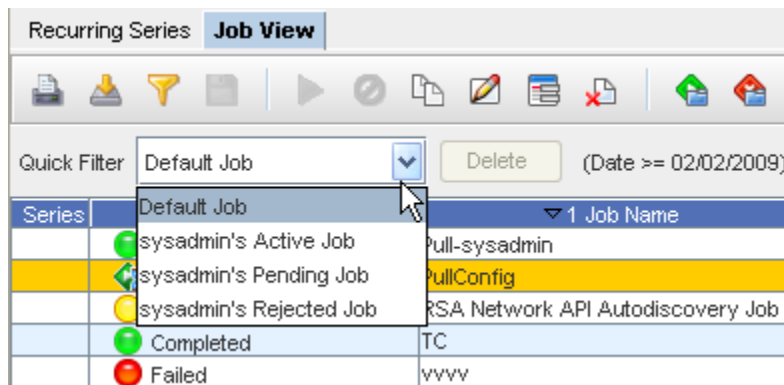 Recurring Series Job View
Quick Filter Default Job Delete (Date >= 02/02/2009)
Series 1 Job Name
Default Job
sysadmin's Active Job
Pull-sysadmin
sysadmin's Pending Job
PullConfig
sysadmin's Rejected Job
RSA Network API Autodiscovery Job
Completed TC
Failed vvvv